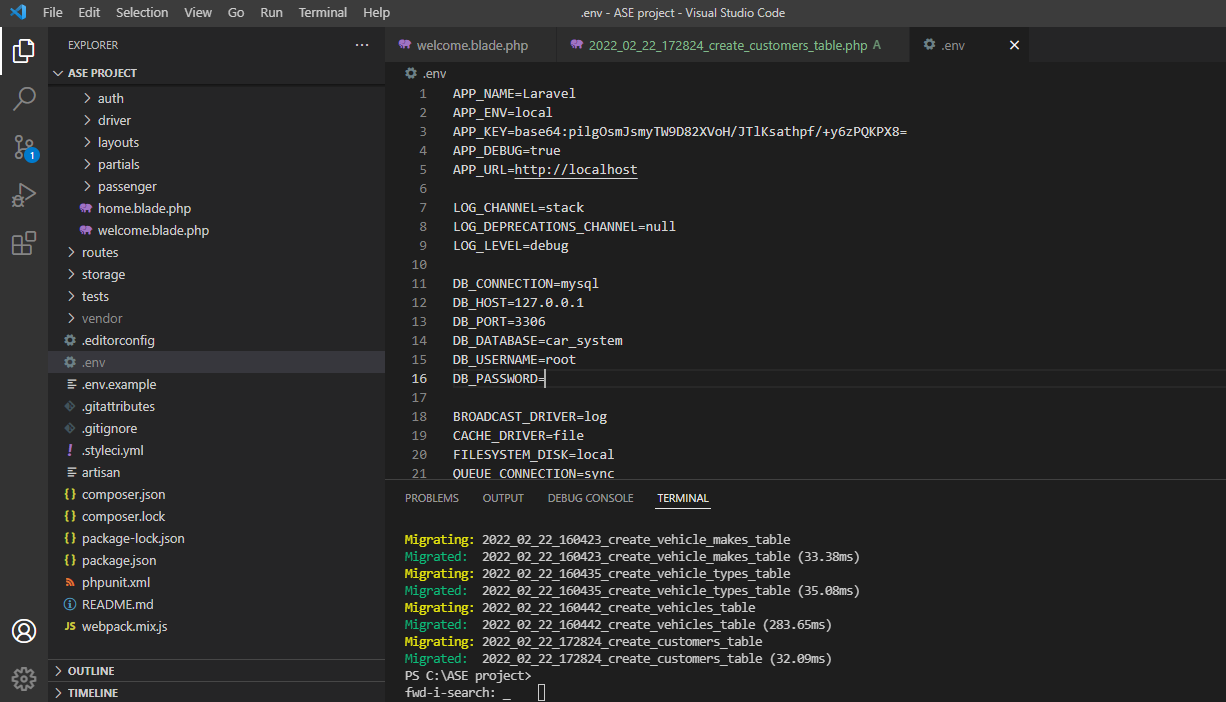 File Edit Selection View Go Run Terminal Help .env - ASE project - Visual Studio Code
EXPLORER ...
ASE PROJECT
auth
driver
layouts
partials
passenger
home.blade.php
welcome.blade.php
routes
storage
tests
vendor
.editorconfig
.env
.env.example
.gitattributes
.gitignore
.styleci.yml
artisan
composer.json
composer.lock
package-lock.json
package.json
phpunit.xml
README.md
JS webpack.mix.js
OUTLINE
TIMELINE
1
welcome.blade.php 2022_02_22_172824_create_customers_table.php A .env
.env
1 APP_NAME=Laravel
2 APP_ENV=local
3 APP_KEY=base64:pilgOsmJsmyTW9D82XVoH/JTlKsathpf/+y6zPQKPX8=
4 APP_DEBUG=true
5 APP_URL=http://localhost
6
7 LOG_CHANNEL=stack
8 LOG_DEPRECATIONS_CHANNEL=null
9 LOG_LEVEL=debug
10
11 DB_CONNECTION=mysql
12 DB_HOST=127.0.0.1
13 DB_PORT=3306
14 DB_DATABASE=car_system
15 DB_USERNAME=root
16 DB_PASSWORD=
17
18 BROADCAST_DRIVER=log
19 CACHE_DRIVER=file
20 FILESYSTEM_DISK=local
21 QUEUE_CONNECTION=sync
PROBLEMS OUTPUT DEBUG CONSOLE TERMINAL
Migrating: 2022_02_22_160423_create_vehicle_makes_table
Migrated: 2022_02_22_160423_create_vehicle_makes_table (33.38ms)
Migrating: 2022_02_22_160435_create_vehicle_types_table
Migrated: 2022_02_22_160435_create_vehicle_types_table (35.08ms)
Migrating: 2022_02_22_160442_create_vehicles_table
Migrated: 2022_02_22_160442_create_vehicles_table (283.65ms)
Migrating: 2022_02_22_172824_create_customers_table
Migrated: 2022_02_22_172824_create_customers_table (32.09ms)
PS C:\ASE project>
fwd-i-search: _